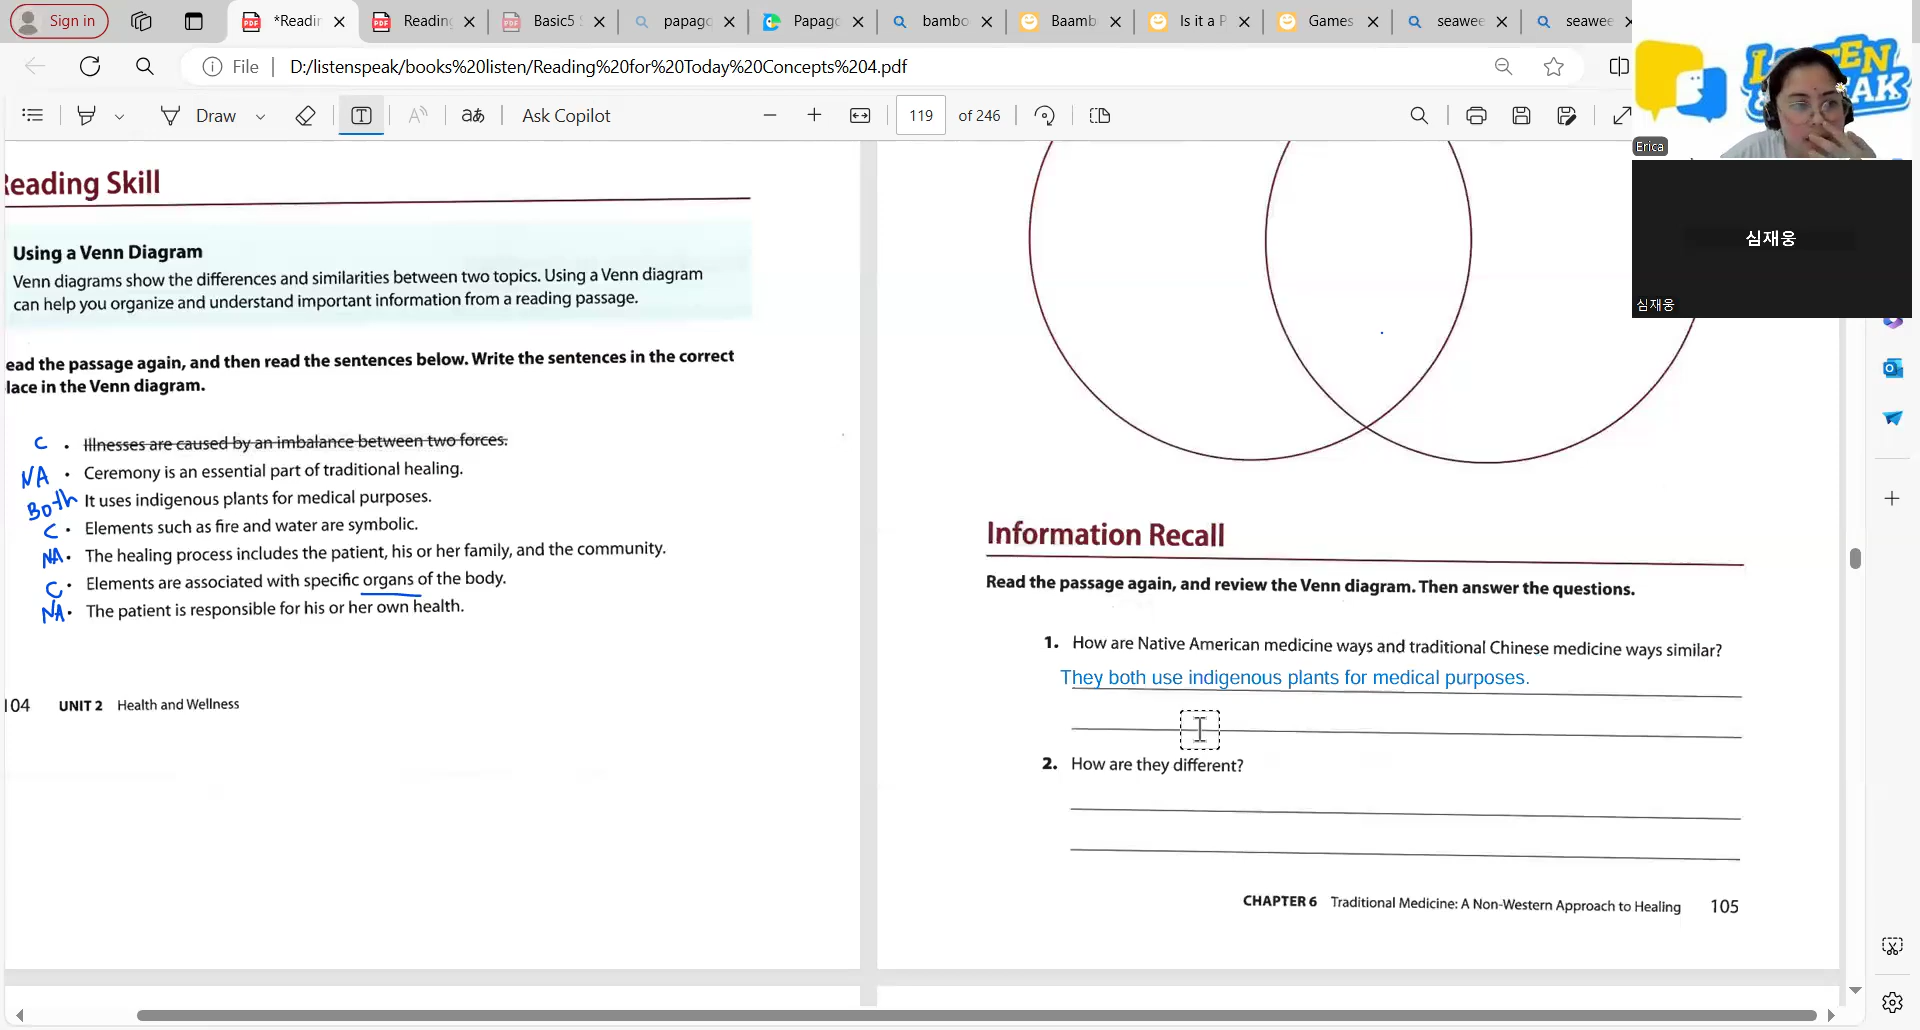 Sign in
*Readin
Reading
Basic5 S
papago
Papago
bambo
Baamb
Is it a P
Games
seawee
seawee
File
D:/listenspeak/books%20listen/Reading%20for%20Today%20Concepts%204.pdf
Draw
Ask Copilot
119
of 246
LISTEN
Erica
심재웅
심재웅
Reading Skill
Using a Venn Diagram
Venn diagrams show the differences and similarities between two topics. Using a Venn diagram
can help you organize and understand important information from a reading passage.
ead the passage again, and then read the sentences below. Write the sentences in the correct
lace in the Venn diagram.
C • Illnesses are caused by an imbalance between two forces.
NA • Ceremony is an essential part of traditional healing.
Both It uses indigenous plants for medical purposes.
C • Elements such as fire and water are symbolic.
NA • The healing process includes the patient, his or her family, and the community.
C • Elements are associated with specific organs of the body.
NA • The patient is responsible for his or her own health.
104 UNIT 2 Health and Wellness
Information Recall
Read the passage again, and review the Venn diagram. Then answer the questions.
1. How are Native American medicine ways and traditional Chinese medicine ways similar?
They both use indigenous plants for medical purposes.
2. How are they different?
CHAPTER 6 Traditional Medicine: A Non-Western Approach to Healing 105